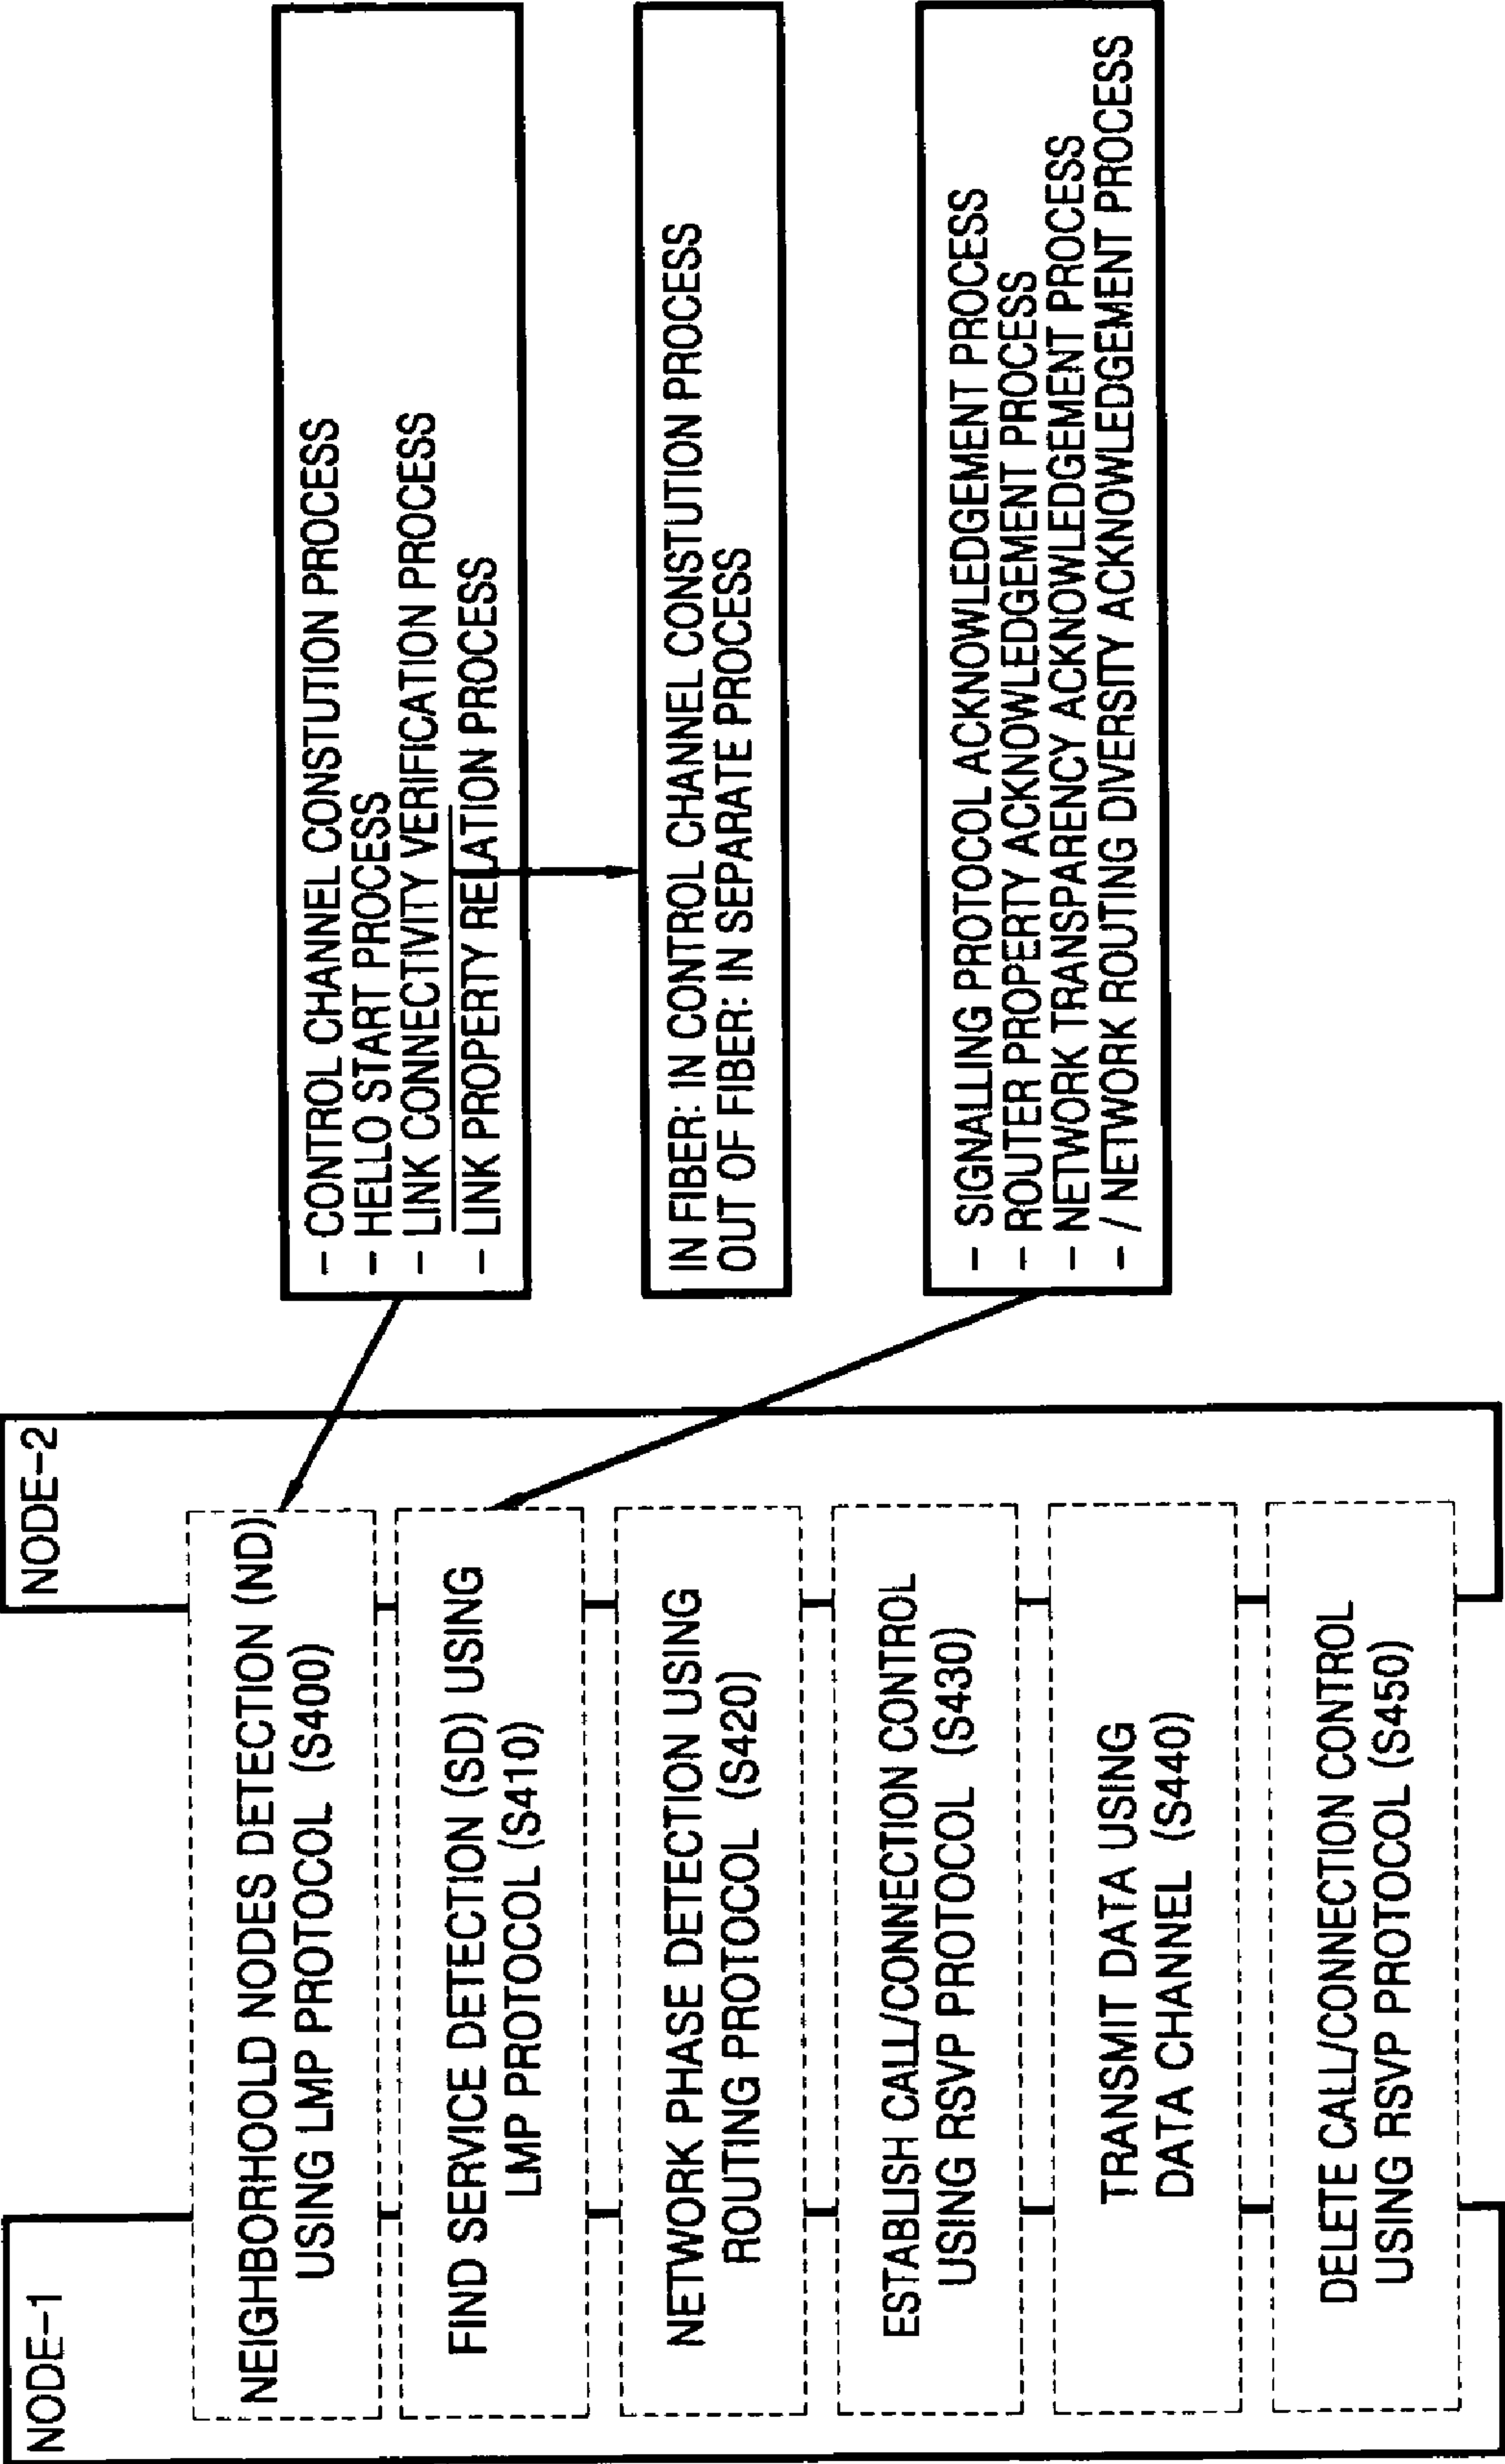 NODE-1
NODE-2
NEIGHBORHOOLD NODES DETECTION (ND)
USING LMP PROTOCOL (S400)
FIND SERVICE DETECTION (SD) USING
LMP PROTOCOL (S410)
NETWORK PHASE DETECTION USING
ROUTING PROTOCOL (S420)
ESTABLISH CALL/CONNECTION CONTROL
USING RSVP PROTOCOL (S430)
TRANSMIT DATA USING
DATA CHANNEL (S440)
DELETE CALL/CONNECTION CONTROL
USING RSVP PROTOCOL (S450)
- CONTROL CHANNEL CONSTUTION PROCESS
- HELLO START PROCESS
- LINK CONNECTIVITY VERIFICATION PROCESS
- LINK PROPERTY RELATION PROCESS
IN FIBER: IN CONTROL CHANNEL CONSTUTION PROCESS
OUT OF FIBER: IN SEPARATE PROCESS
- SIGNALLING PROTOCOL ACKNOWLEDGEMENT PROCESS
- ROUTER PROPERTY ACKNOWLEDGEMENT PROCESS
- NETWORK TRANSPARENCY ACKNOWLEDGEMENT PROCESS
- / NETWORK ROUTING DIVERSITY ACKNOWLEDGEMENT PROCESS